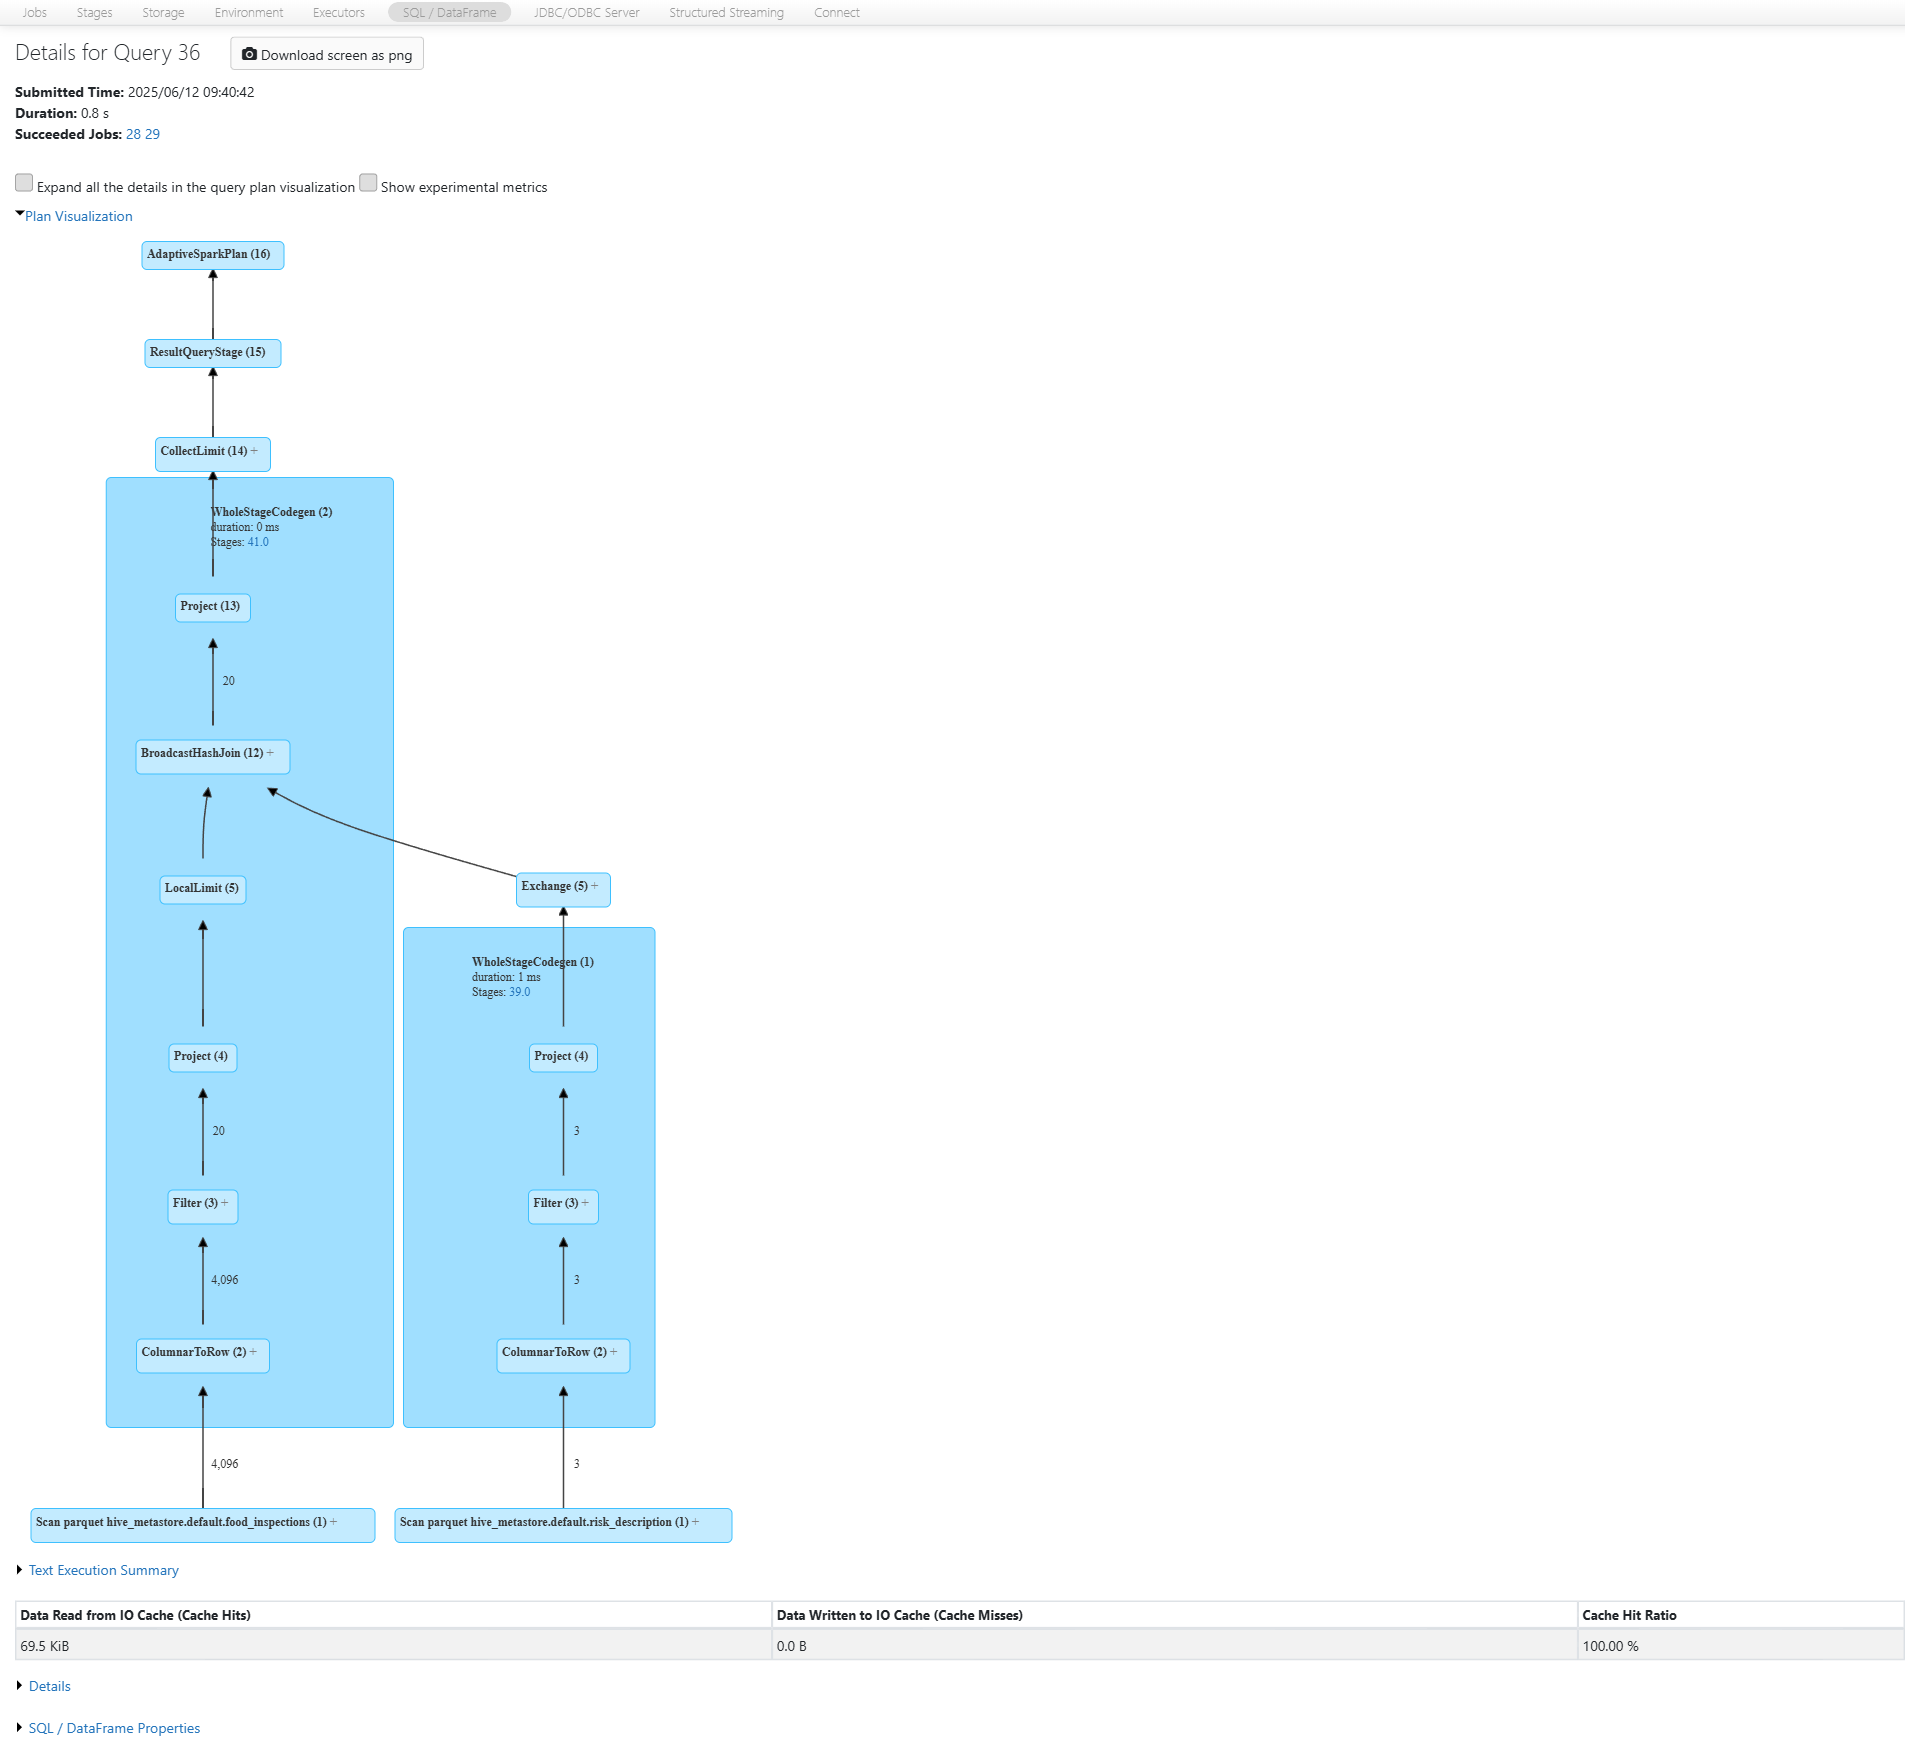 Jobs Stages Storage Environment Executors SQL / DataFrame JDBC/ODBC Server Structured Streaming Connect
Details for Query 36 Download screen as png
Submitted Time: 2025/06/12 09:40:42
Duration: 0.8 s
Succeeded Jobs: 28 29
Expand all the details in the query plan visualization Show experimental metrics
Plan Visualization
AdaptiveSparkPlan (16)
ResultQueryStage (15)
CollectLimit (14) +
WholeStageCodegen (2)
duration: 0 ms
Stages: 41.0
Project (13)
20
BroadcastHashJoin (12) +
LocalLimit (5) Exchange (5) +
WholeStageCodegen (1)
duration: 1 ms
Stages: 39.0
Project (4) Project (4)
20 3
Filter (3) + Filter (3) +
4,096 3
ColumnarToRow (2) + ColumnarToRow (2) +
4,096 3
Scan parquet hive_metastore.default.food_inspections (1) + Scan parquet hive_metastore.default.risk_description (1) +
Text Execution Summary
Data Read from IO Cache (Cache Hits) Data Written to IO Cache (Cache Misses) Cache Hit Ratio
69.5 KiB 0.0 B 100.00 %
Details
SQL / DataFrame Properties